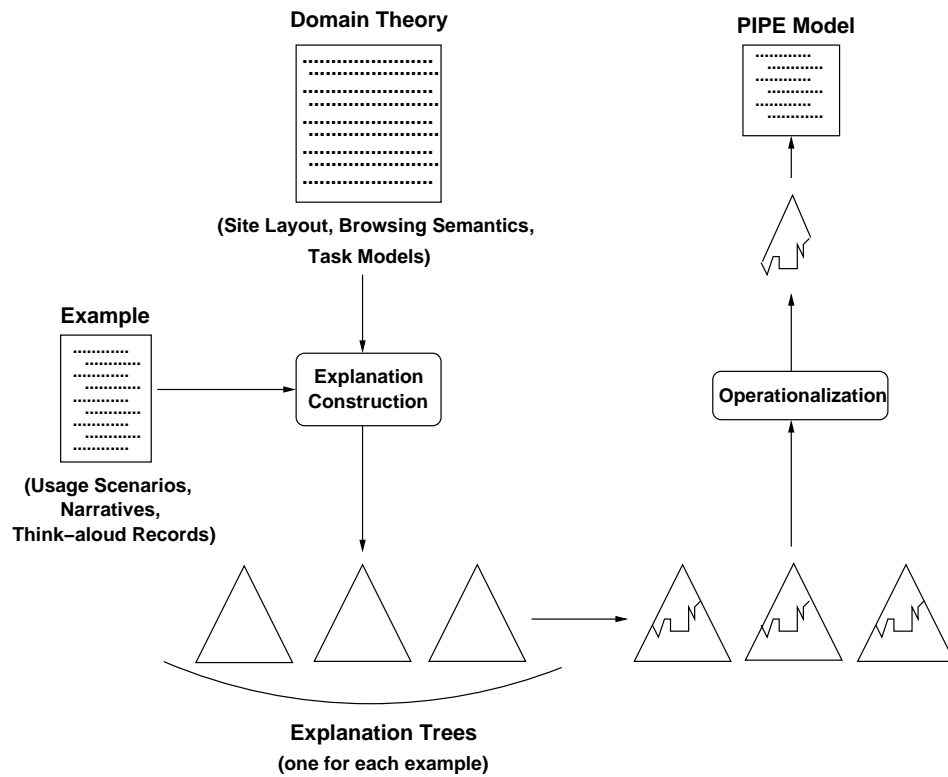 Domain Theory
PIPE Model
(Site Layout, Browsing Semantics,
Task Models)
Example
Explanation
Construction
Operationalization
(Usage Scenarios,
Narratives,
Think−aloud Records)
Explanation Trees
(one for each example)